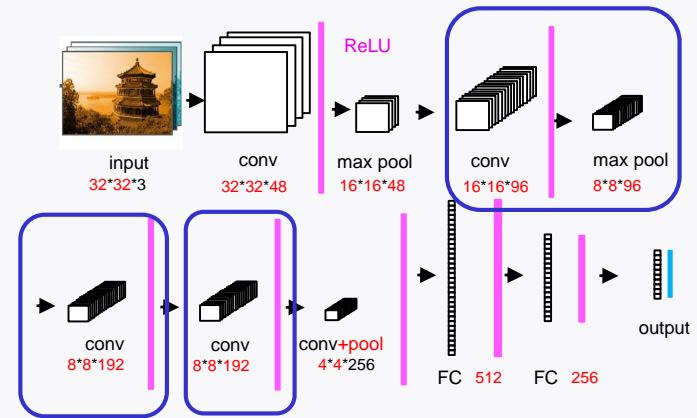 ReLU
input
32*32*3
conv
32*32*48
max pool
16*16*48
conv
16*16*96
max pool
8*8*96
conv
8*8*192
conv
8*8*192
conv+pool
4*4*256
FC 512
FC 256
output